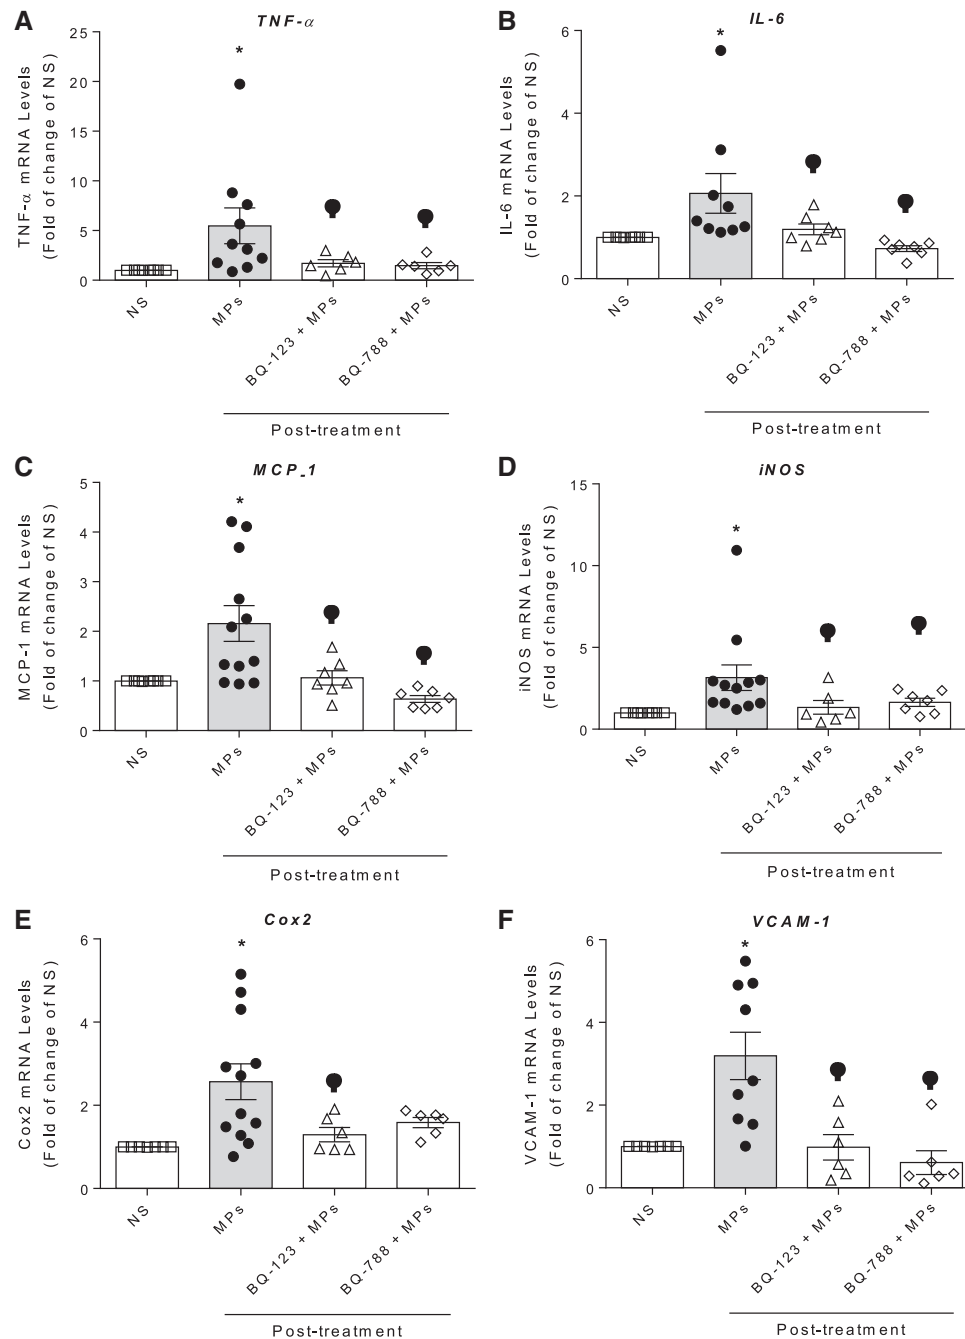 A
TNF-α
TNF-α mRNA Levels
(Fold of change of NS)
25
20
15
10
5
0
*
NS
MPs
BQ-123 + MPs
BQ-788 + MPs
Post-treatment
B
IL-6
IL-6 mRNA Levels
(Fold of change of NS)
6
4
2
0
*
NS
MPs
BQ-123 + MPs
BQ-788 + MPs
Post-treatment
C
MCP_1
MCP-1 mRNA Levels
(Fold of change of NS)
5
4
3
2
1
0
*
NS
MPs
BQ-123 + MPs
BQ-788 + MPs
Post-treatment
D
iNOS
iNOS mRNA Levels
(Fold of change of NS)
15
10
5
0
*
NS
MPs
BQ-123 + MPs
BQ-788 + MPs
Post-treatment
E
Cox2
Cox2 mRNA Levels
(Fold of change of NS)
6
4
2
0
*
NS
MPs
BQ-123 + MPs
BQ-788 + MPs
Post-treatment
F
VCAM-1
VCAM-1 mRNA Levels
(Fold of change of NS)
6
4
2
0
*
NS
MPs
BQ-123 + MPs
BQ-788 + MPs
Post-treatment